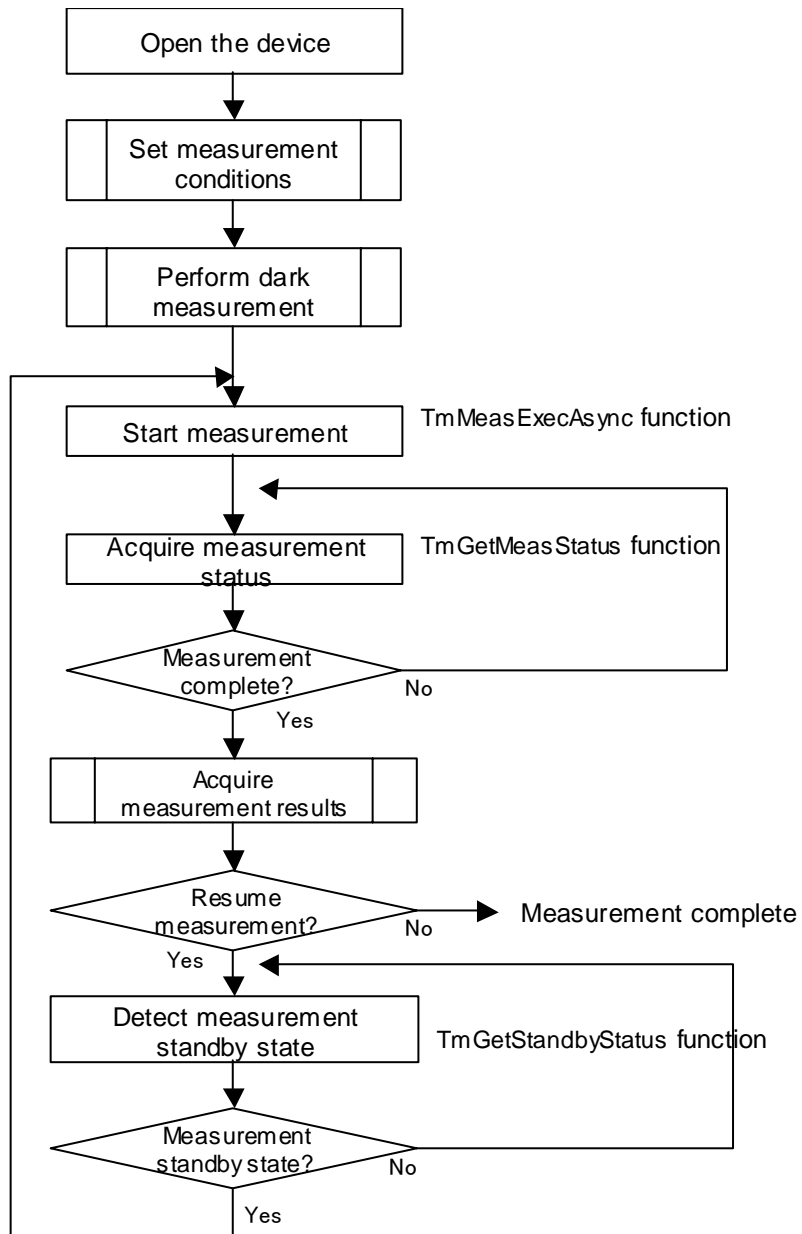 Open the device
Set measurement
conditions
Perform dark
measurement
Start measurement
TmMeasExecAsync function
Acquire measurement
status
TmGetMeasStatus function
Measurement
complete?
No
Yes
Acquire
measurement results
Resume
measurement?
No
Measurement complete
Yes
Detect measurement
standby state
TmGetStandbyStatus function
Measurement
standby state?
No
Yes